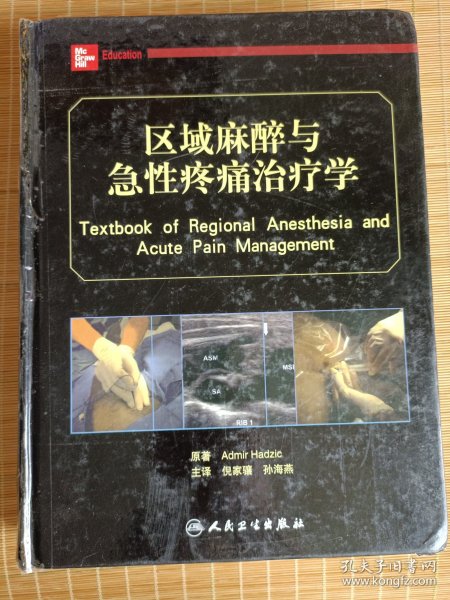 Mc
Graw
Hill
Education
区域麻醉与
急性疼痛治疗学
Textbook of Regional Anesthesia and
Acute Pain Management
ASM
MSM
SA
RIB 1
原著 Admir Hadzic
主译 倪家骧 孙海燕
人民卫生出版社
孔夫子旧书网
www.kongfz.com